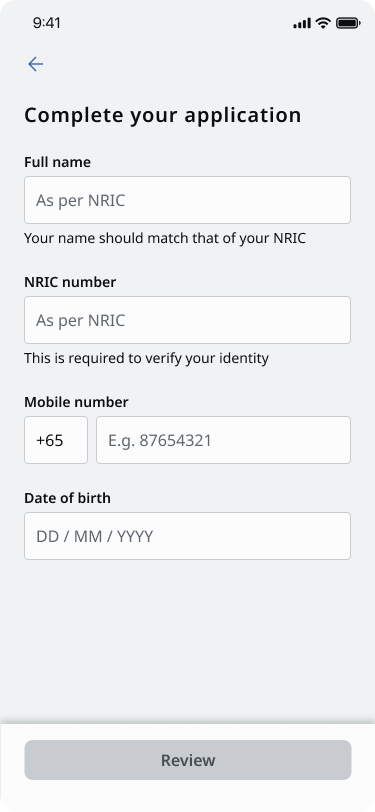 9:41
Complete your application
Full name
As per NRIC
Your name should match that of your NRIC
NRIC number
As per NRIC
This is required to verify your identity
Mobile number
+65 E.g. 87654321
Date of birth
DD / MM / YYYY
Review